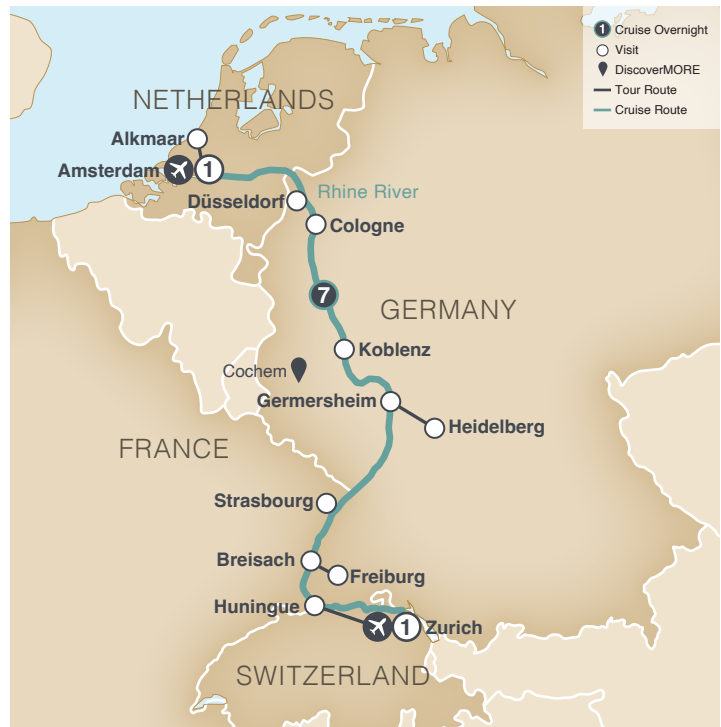 1 Cruise Overnight
Visit
DiscoverMORE
Tour Route
Cruise Route
NETHERLANDS
Alkmaar
Amsterdam 1
Rhine River
Düsseldorf
Cologne
7
GERMANY
Koblenz
Cochem
Germersheim
Heidelberg
FRANCE
Strasbourg
Breisach
Freiburg
Huningue
1 Zurich
SWITZERLAND